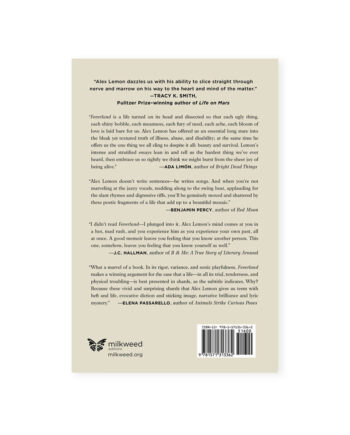 "Alex Lemon dazzles us with his ability to slice straight through
nerve and marrow on his way to the heart and mind of the matter."
—TRACY K. SMITH,
Pulitzer Prize-winning author of Life on Mars
"Feverland is a life turned on its head and dissected so that each ugly thing,
each shiny bobble, each meanness, each fury of need, each ache, each bloom of
love is laid bare for us. Alex Lemon has offered us an essential long stare into
the bleak yet textured truth of illness, abuse, and disability; at the same time he
offers us the one thing we all cling to despite it all: beauty and survival. Lemon's
intense and stratified essays lean in and tell us the hardest thing we've ever
heard, then embrace us so tightly we think we might burst from the sheer joy of
being alive." —ADA LIMÓN, author of Bright Dead Things
"Alex Lemon doesn't write sentences—he writes songs. And when you're not
marveling at the jazzy vocals, nodding along to the swing beat, applauding for
the slant rhymes and digressive riffs, you'll be genuinely moved and shattered by
these poetic fragments of a life that add up to a beautiful mosaic."
—BENJAMIN PERCY, author of Red Moon
"I didn't read Feverland—I plunged into it. Alex Lemon's mind comes at you in
a hot, mad rush, and you experience him as you experience your own past, all
at once. A good memoir leaves you feeling that you know another person. This
one, somehow, leaves you feeling that you know yourself as well."
—J.C. HALLMAN, author of B & Me: A True Story of Literary Arousal
"What a marvel of a book. In its rigor, variance, and sonic playfulness, Feverland
makes a winning argument for the case that a life—in all its trial, tenderness, and
physical troubling—is best presented in shards, as the subtitle indicates. Why?
Because these vivid and surprising shards that Alex Lemon gives us teem with
heft and life, evocative diction and sticking image, narrative brilliance and lyric
mystery." —ELENA PASSARELLO, author of Animals Strike Curious Poses
milkweed
editions
milkweed.org